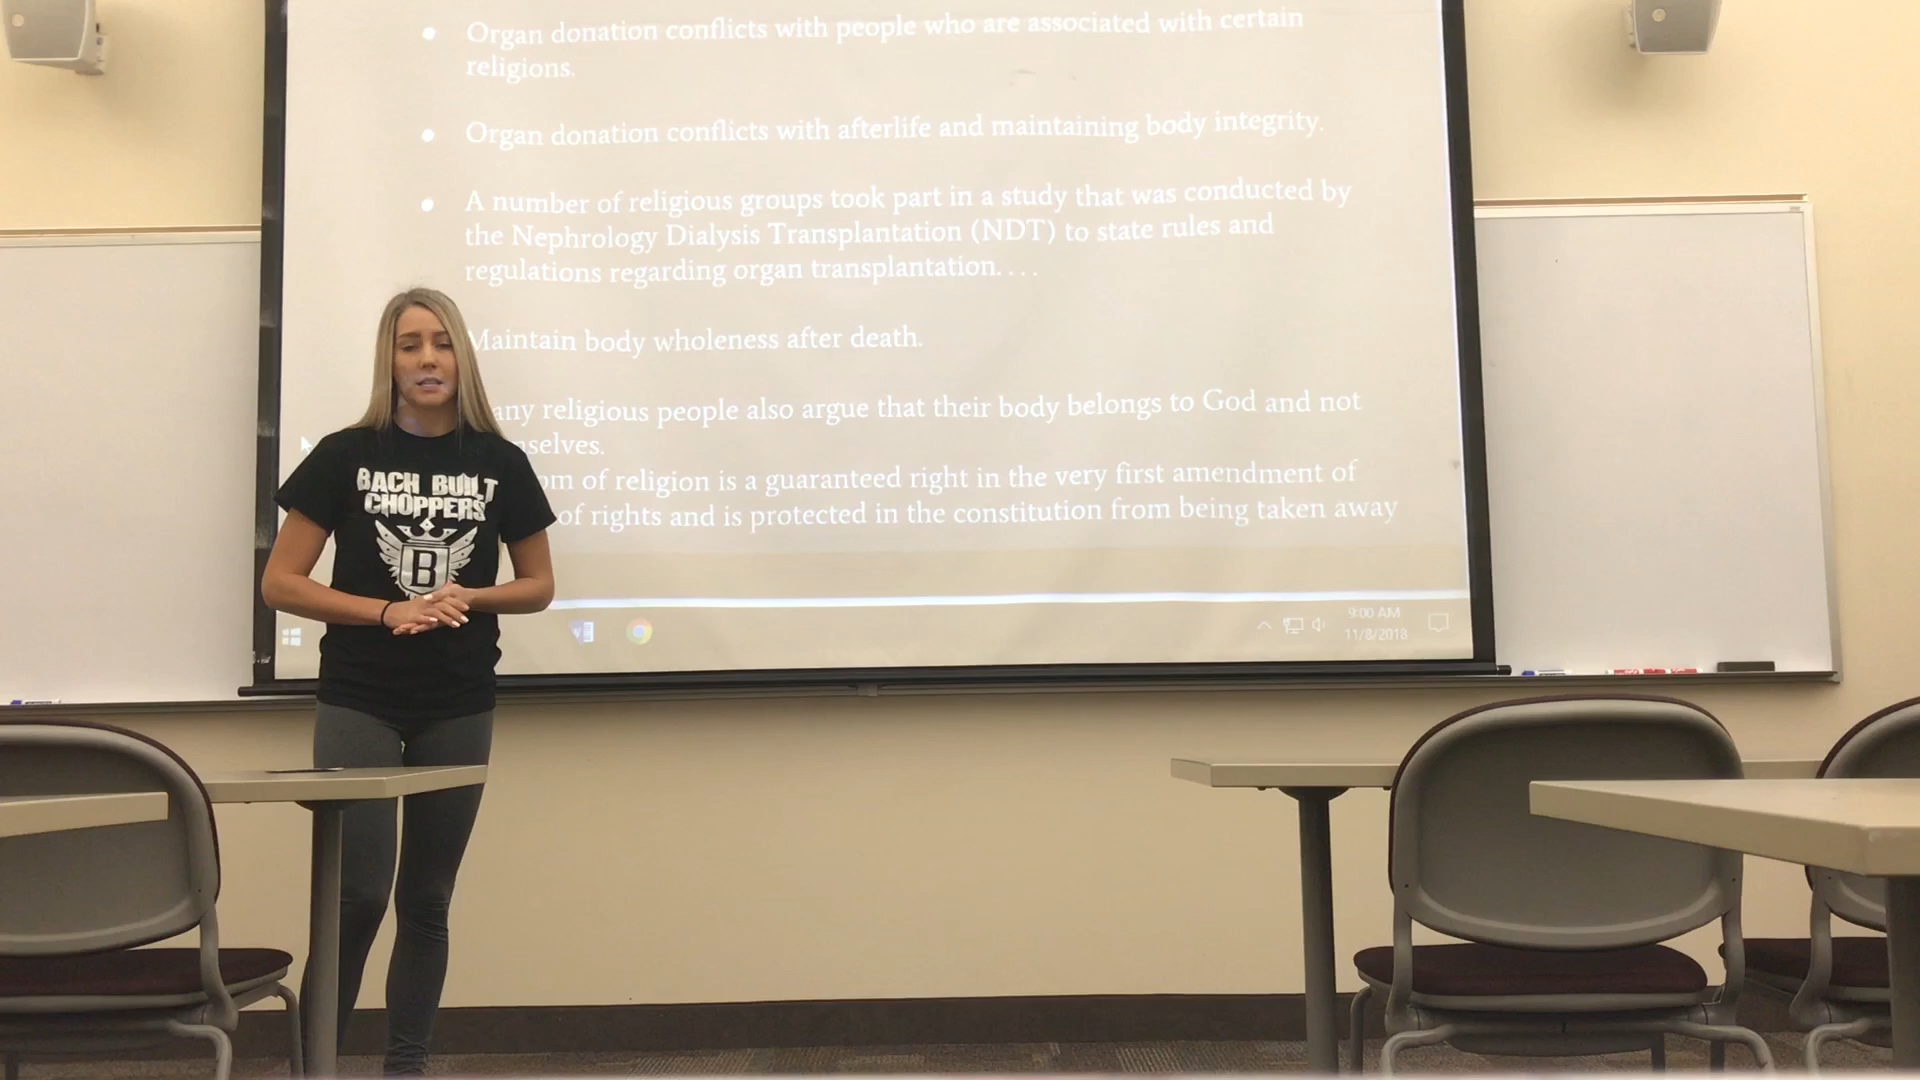 Organ donation conflicts with people who are associated with certain
religions.
Organ donation conflicts with afterlife and maintaining body integrity.
A number of religious groups took part in a study that was conducted by
the Nephrology Dialysis Transplantation (NDT) to state rules and
regulations regarding organ transplantation. . . .
Maintain body wholeness after death.
any religious people also argue that their body belongs to God and not
nselves.
om of religion is a guaranteed right in the very first amendment of
of rights and is protected in the constitution from being taken away
BACH BUILT
CHOPPERS
B
9:00 AM
11/8/2018